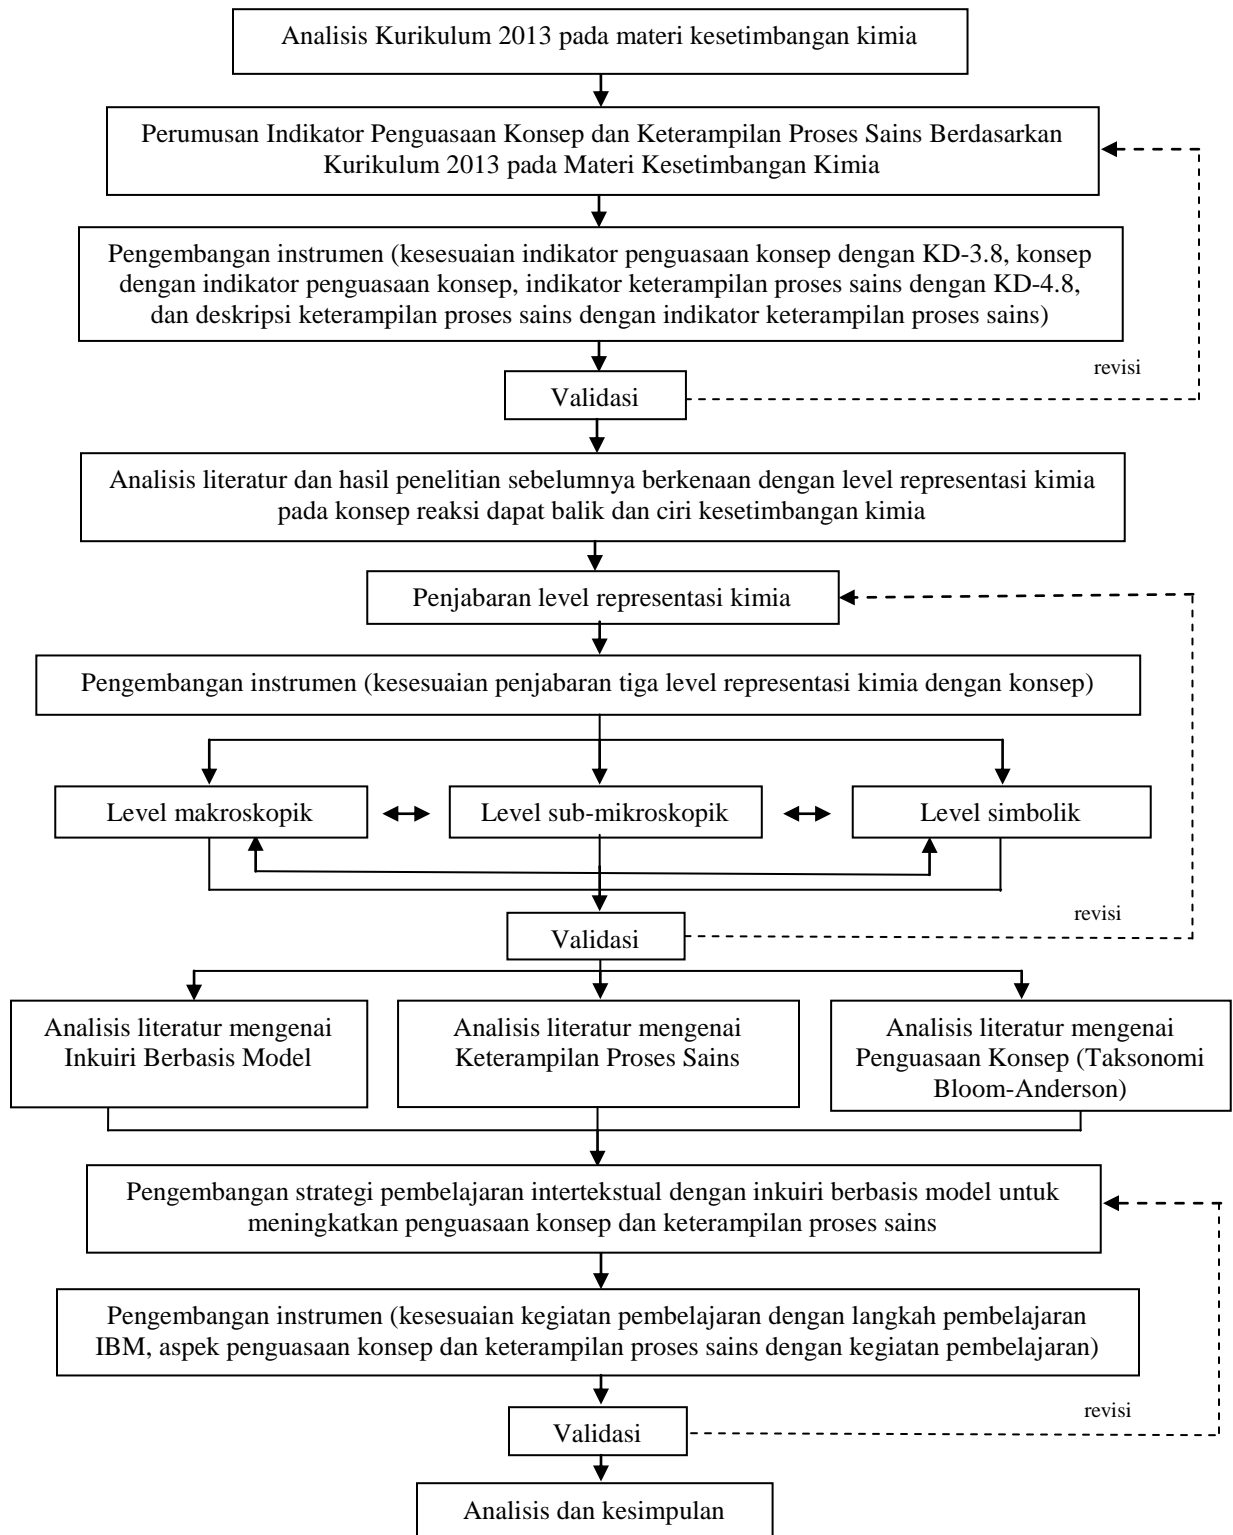 Analisis Kurikulum 2013 pada materi kesetimbangan kimia
Perumusan Indikator Penguasaan Konsep dan Keterampilan Proses Sains Berdasarkan
Kurikulum 2013 pada Materi Kesetimbangan Kimia
Pengembangan instrumen (kesesuaian indikator penguasaan konsep dengan KD-3.8, konsep
dengan indikator penguasaan konsep, indikator keterampilan proses sains dengan KD-4.8,
dan deskripsi keterampilan proses sains dengan indikator keterampilan proses sains)
revisi
Validasi
Analisis literatur dan hasil penelitian sebelumnya berkenaan dengan level representasi kimia
pada konsep reaksi dapat balik dan ciri kesetimbangan kimia
Penjabaran level representasi kimia
Pengembangan instrumen (kesesuaian penjabaran tiga level representasi kimia dengan konsep)
Level makroskopik
Level sub-mikroskopik
Level simbolik
revisi
Validasi
Analisis literatur mengenai
Inkuiri Berbasis Model
Analisis literatur mengenai
Keterampilan Proses Sains
Analisis literatur mengenai
Penguasaan Konsep (Taksonomi
Bloom-Anderson)
Pengembangan strategi pembelajaran intertekstual dengan inkuiri berbasis model untuk
meningkatkan penguasaan konsep dan keterampilan proses sains
Pengembangan instrumen (kesesuaian kegiatan pembelajaran dengan langkah pembelajaran
IBM, aspek penguasaan konsep dan keterampilan proses sains dengan kegiatan pembelajaran)
revisi
Validasi
Analisis dan kesimpulan